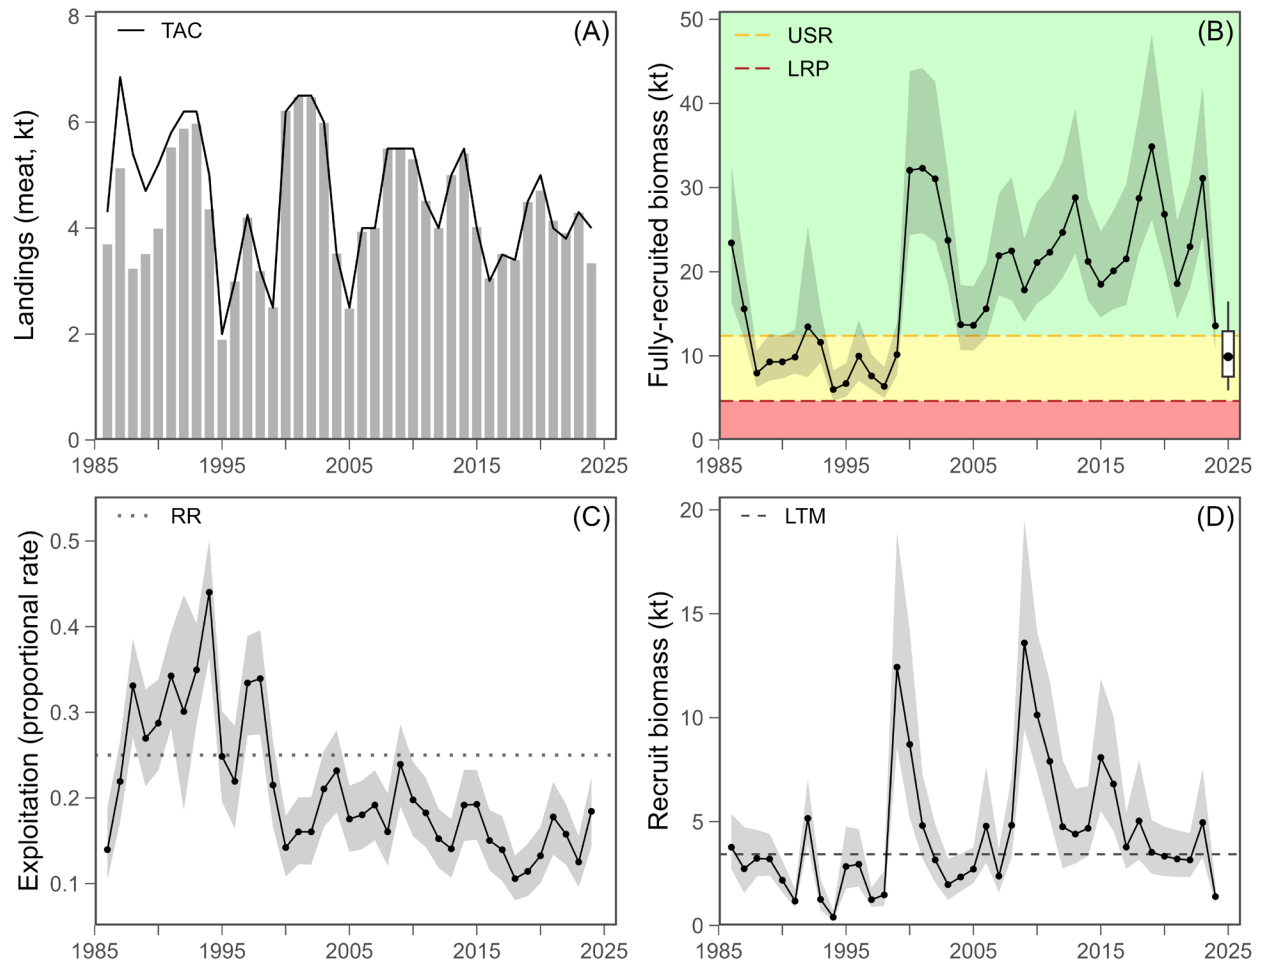 TAC
(A)
Landings (meat, kt)
8
6
4
2
0
1985 1995 2005 2015 2025
USR
LRP
(B)
Fully-recruited biomass (kt)
50
40
30
20
10
0
1985 1995 2005 2015 2025
RR
(C)
Exploitation (proportional rate)
0.5
0.4
0.3
0.2
0.1
1985 1995 2005 2015 2025
LTM
(D)
Recruit biomass (kt)
20
15
10
5
0
1985 1995 2005 2015 2025